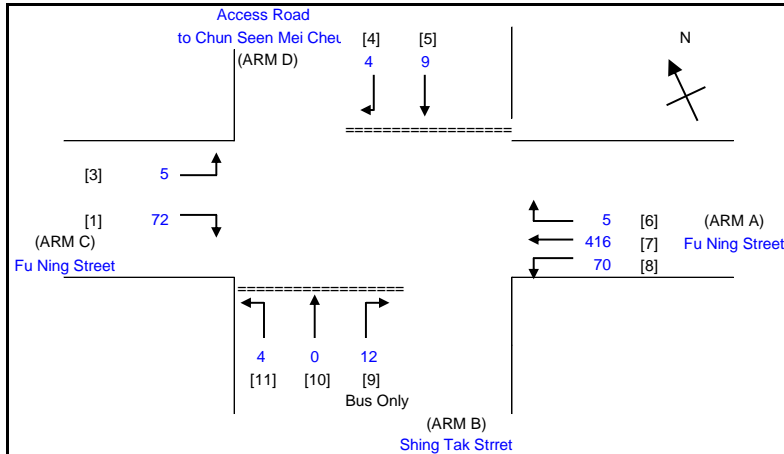 Access Road
to Chun Seen Mei Cheu
(ARM D)
[4] [5]
4 9
N
=================
[3] 5
[1] 72
(ARM C)
Fu Ning Street
5 [6] (ARM A)
416 [7] Fu Ning Street
70 [8]
=================
4 0 12
[11] [10] [9]
Bus Only
(ARM B)
Shing Tak Strret